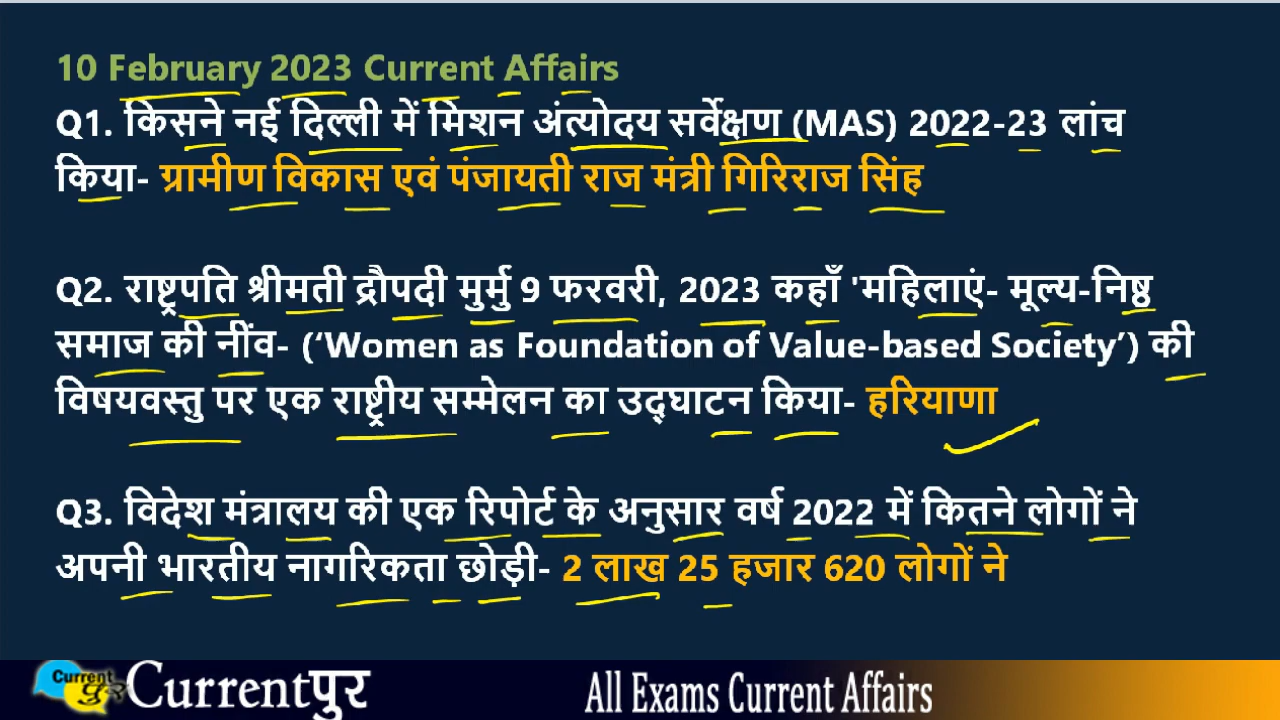 10 February 2023 Current Affairs
Q1. किसने नई दिल्ली में मिशन अंत्योदय सर्वेक्षण (MAS) 2022-23 लांच
किया- ग्रामीण विकास एवं पंजायती राज मंत्री गिरिराज सिंह
Q2. राष्ट्रपति श्रीमती द्रौपदी मुर्मु 9 फरवरी, 2023 कहाँ 'महिलाएं- मूल्य-निष्ठ
समाज की नींव- (‘Women as Foundation of Value-based Society’) की
विषयवस्तु पर एक राष्ट्रीय सम्मेलन का उद्घाटन किया- हरियाणा
Q3. विदेश मंत्रालय की एक रिपोर्ट के अनुसार वर्ष 2022 में कितने लोगों ने
अपनी भारतीय नागरिकता छोड़ी- 2 लाख 25 हजार 620 लोगों ने
Current पुर Currentपुर All Exams Current Affairs